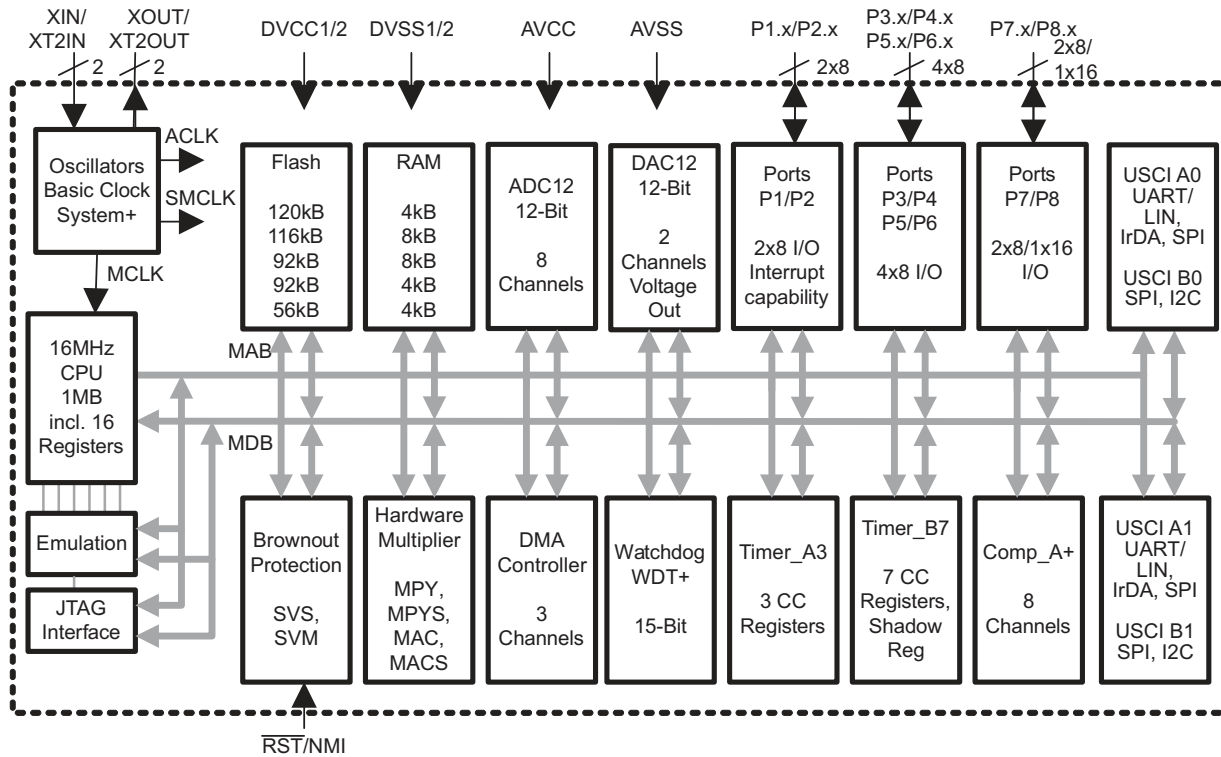 XIN/
XT2IN
2
XOUT/
XT2OUT
2
DVCC1/2
DVSS1/2
AVCC
AVSS
P1.x/P2.x
2x8
P3.x/P4.x
P5.x/P6.x
4x8
P7.x/P8.x
2x8/
1x16
Oscillators
Basic Clock
System+
ACLK
SMCLK
MCLK
Flash
120kB
116kB
92kB
92kB
56kB
RAM
4kB
8kB
8kB
4kB
4kB
ADC12
12-Bit
8
Channels
DAC12
12-Bit
2
Channels
Voltage
Out
Ports
P1/P2
2x8 I/O
Interrupt
capability
Ports
P3/P4
P5/P6
4x8 I/O
Ports
P7/P8
2x8/1x16
I/O
USCI A0
UART/
LIN,
IrDA, SPI
USCI B0
SPI, I2C
16MHz
CPU
1MB
incl. 16
Registers
MAB
MDB
Emulation
JTAG
Interface
Brownout
Protection
SVS,
SVM
Hardware
Multiplier
MPY,
MPYS,
MAC,
MACS
DMA
Controller
3
Channels
Watchdog
WDT+
15-Bit
Timer_A3
3 CC
Registers
Timer_B7
7 CC
Registers,
Shadow
Reg
Comp_A+
8
Channels
USCI A1
UART/
LIN,
IrDA, SPI
USCI B1
SPI, I2C
RST/NMI